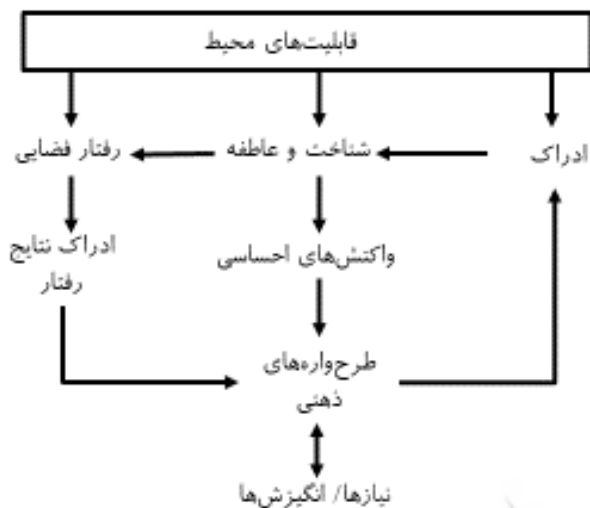 قابلیت‌های محیط
ادراک
شناخت و عاطفه
رفتار فضایی
واکتش‌های احساسی
ادراک نتایج
رفتار
طرح‌واره‌های
ذهنی
نیازها/ انگیزش‌ها